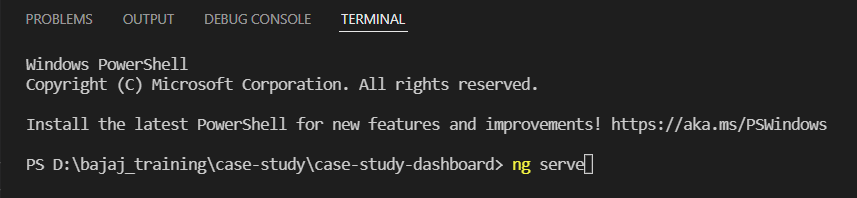 PROBLEMS OUTPUT DEBUG CONSOLE TERMINAL
Windows PowerShell
Copyright (C) Microsoft Corporation. All rights reserved.
Install the latest PowerShell for new features and improvements! https://aka.ms/PSWindows
PS D:\bajaj_training\case-study\case-study-dashboard> ng serve